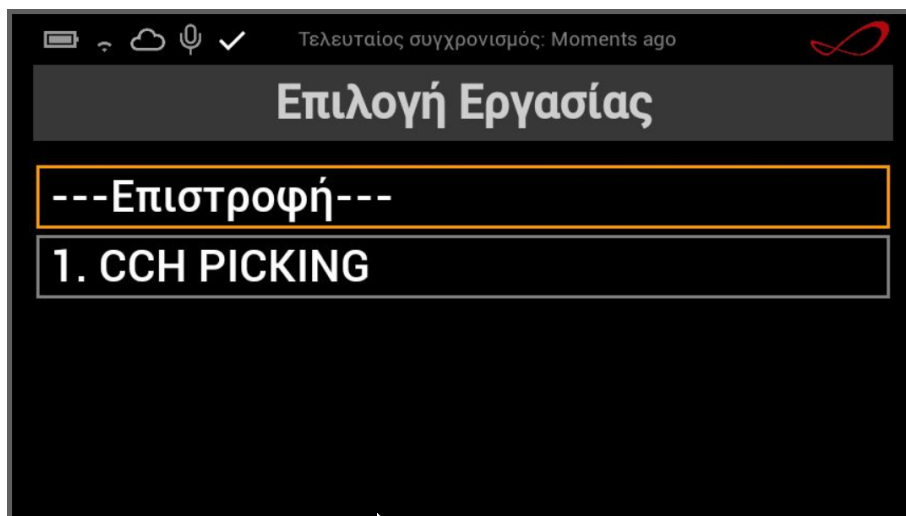 Τελευταίος συγχρονισμός: Moments ago
Επιλογή Εργασίας
---Επιστροφή---
1. CCH PICKING